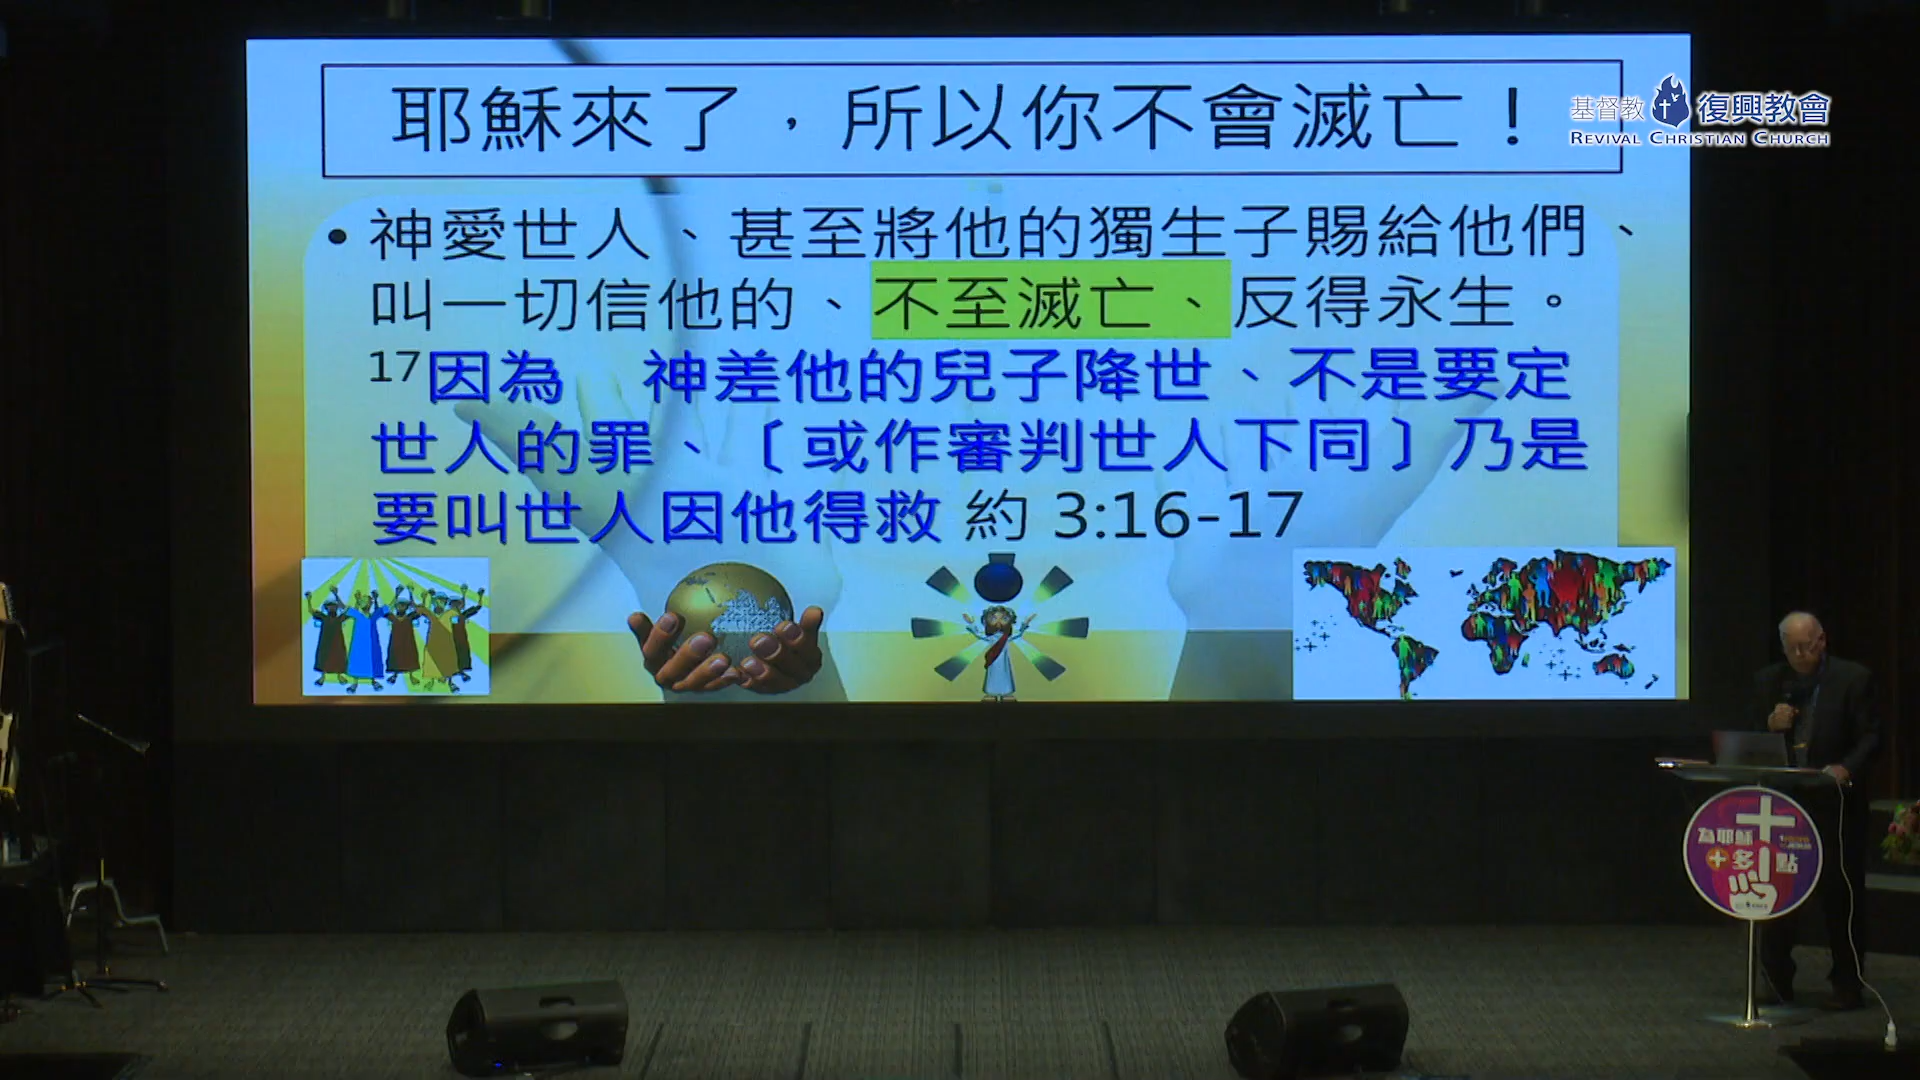 耶穌來了，所以你不會滅亡！
基督教 復興教會
REVIVAL CHRISTIAN CHURCH
•神愛世人、甚至將他的獨生子賜給他們、
叫一切信他的、不至滅亡、反得永生。
17因為　神差他的兒子降世、不是要定
世人的罪、〔或作審判世人下同〕乃是
要叫世人因他得救 約 3:16-17
為耶穌
多 點